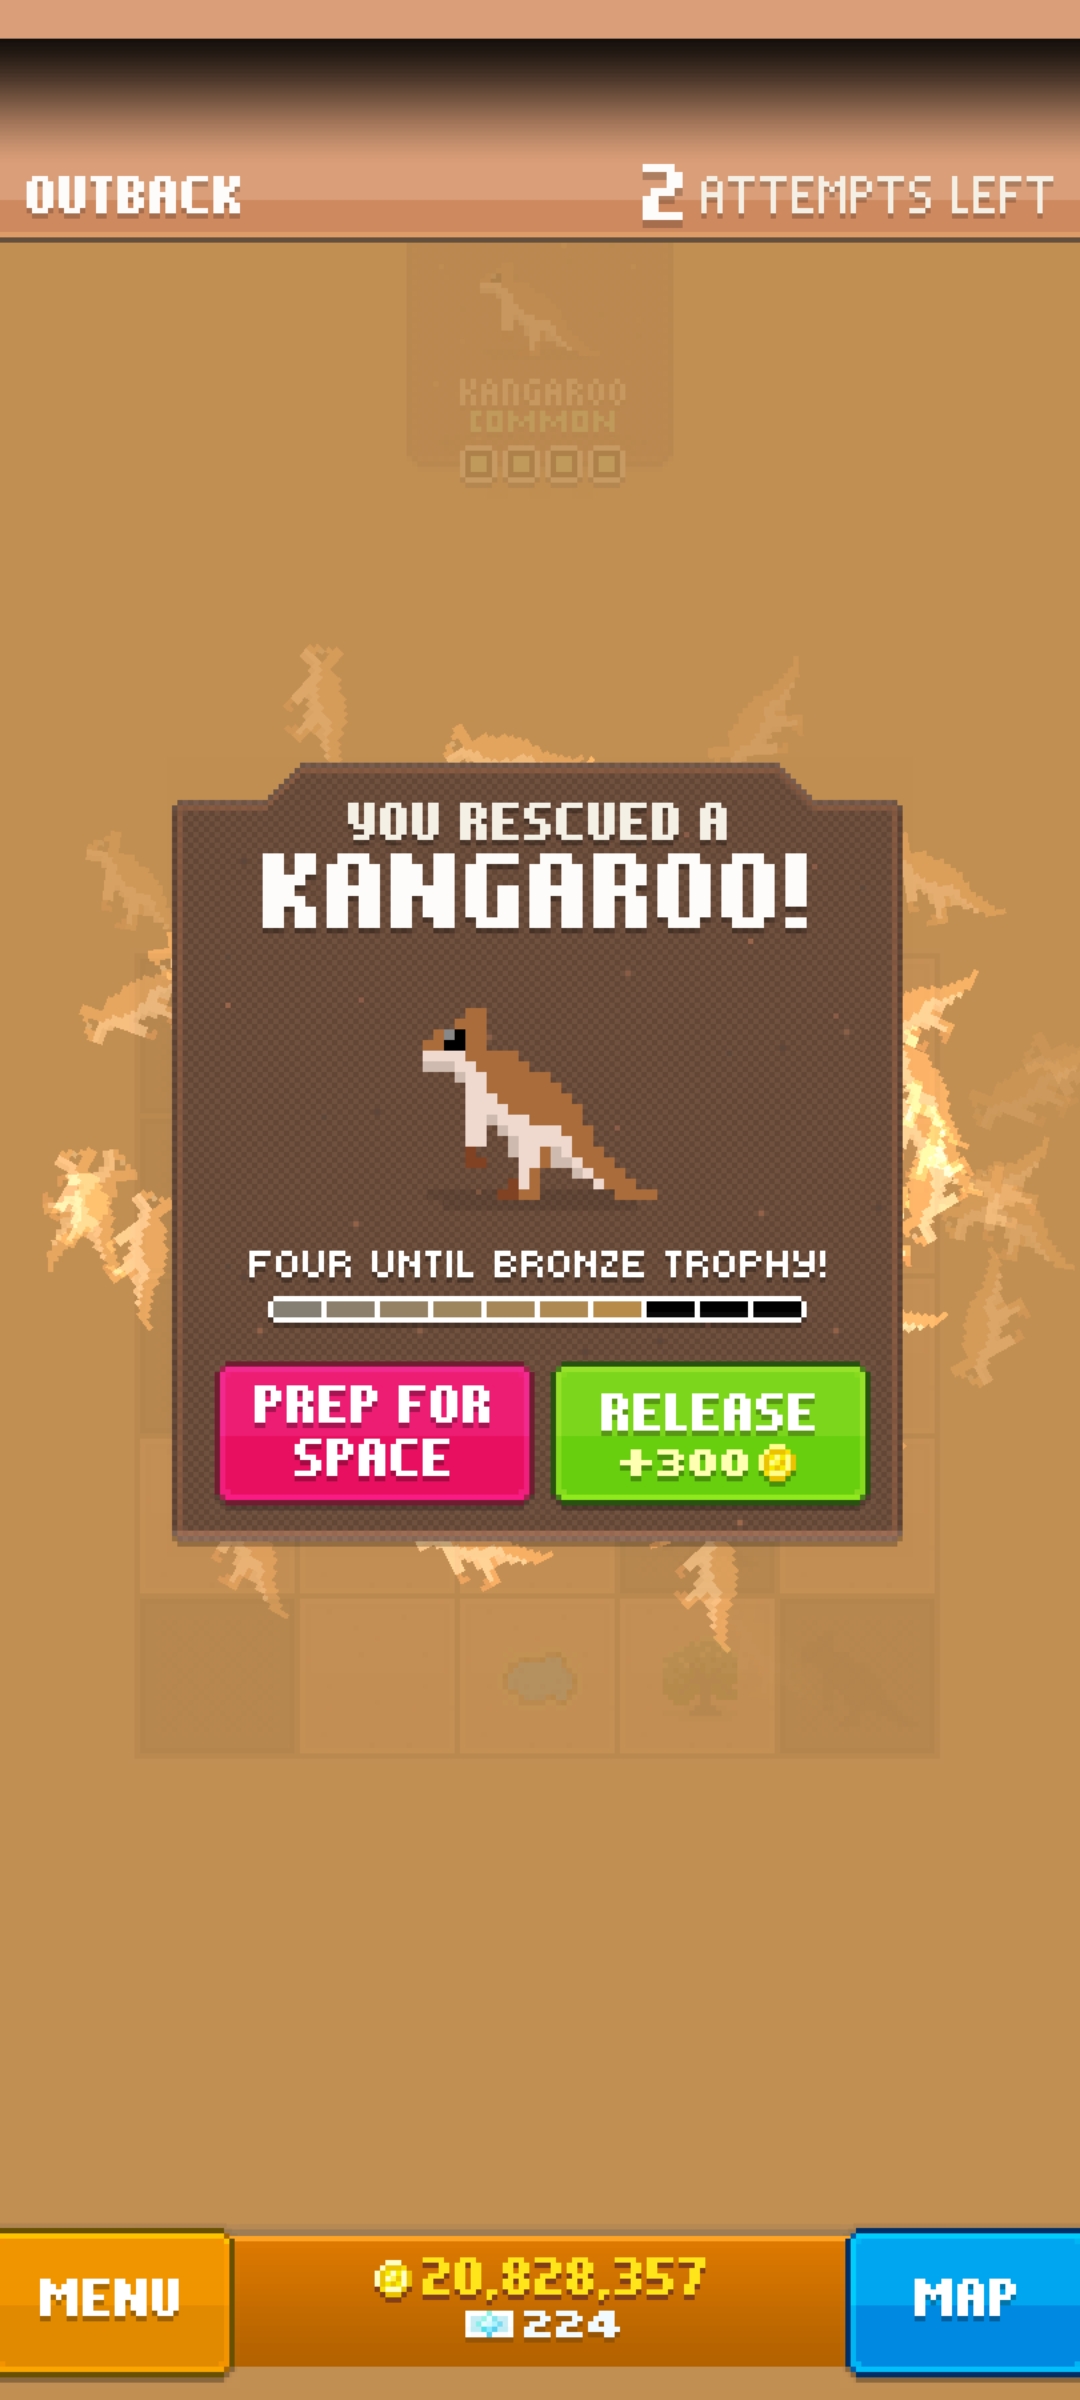 OUTBACK
2 ATTEMPTS LEFT
KANGAROO
COMMON
YOU RESCUED A
KANGAROO!
FOUR UNTIL BRONZE TROPHY!
PREP FOR
SPACE
RELEASE
+300
MENU
20,828,357
224
MAP